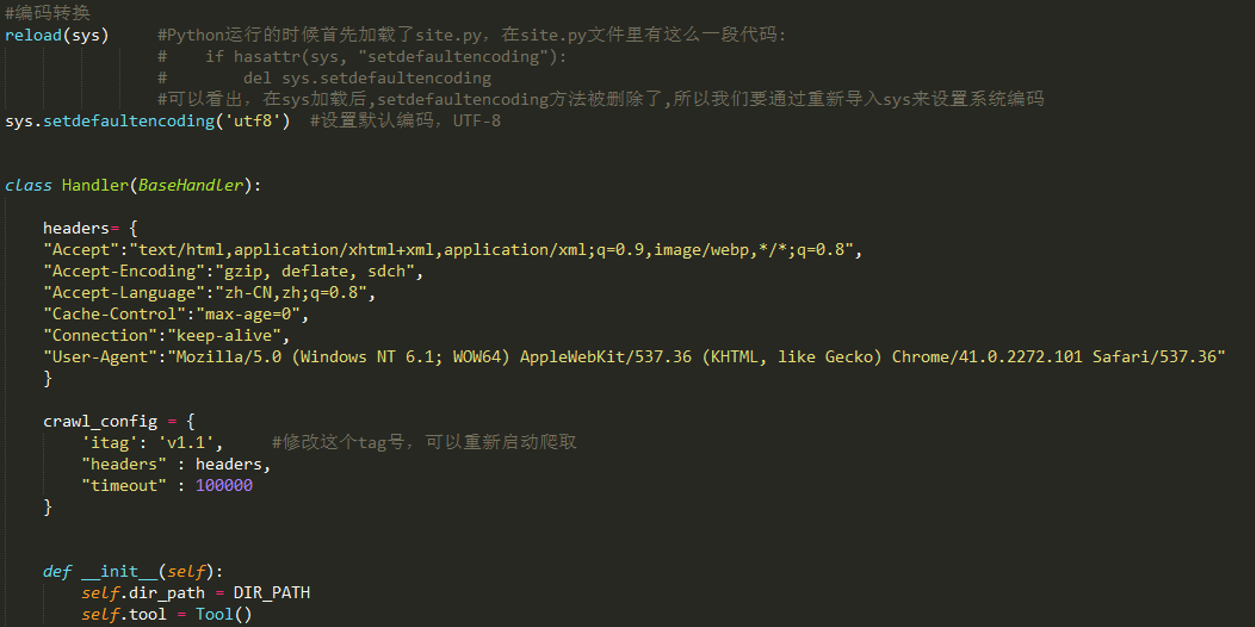 #编码转换
reload(sys)     #Python运行的时候首先加载了site.py，在site.py文件里有这么一段代码:
                #    if hasattr(sys, "setdefaultencoding"):
                #        del sys.setdefaultencoding
                #可以看出，在sys加载后,setdefaultencoding方法被删除了,所以我们要通过重新导入sys来设置系统编码
sys.setdefaultencoding('utf8')  #设置默认编码，UTF-8
class Handler(BaseHandler):
    headers= {
    "Accept":"text/html,application/xhtml+xml,application/xml;q=0.9,image/webp,*/*;q=0.8",
    "Accept-Encoding":"gzip, deflate, sdch",
    "Accept-Language":"zh-CN,zh;q=0.8",
    "Cache-Control":"max-age=0",
    "Connection":"keep-alive",
    "User-Agent":"Mozilla/5.0 (Windows NT 6.1; WOW64) AppleWebKit/537.36 (KHTML, like Gecko) Chrome/41.0.2272.101 Safari/537.36"
    }
    crawl_config = {
        'itag': 'v1.1',     #修改这个tag号，可以重新启动爬取
        "headers" : headers,
        "timeout" : 100000
    }
    def __init__(self):
        self.dir_path = DIR_PATH
        self.tool = Tool()